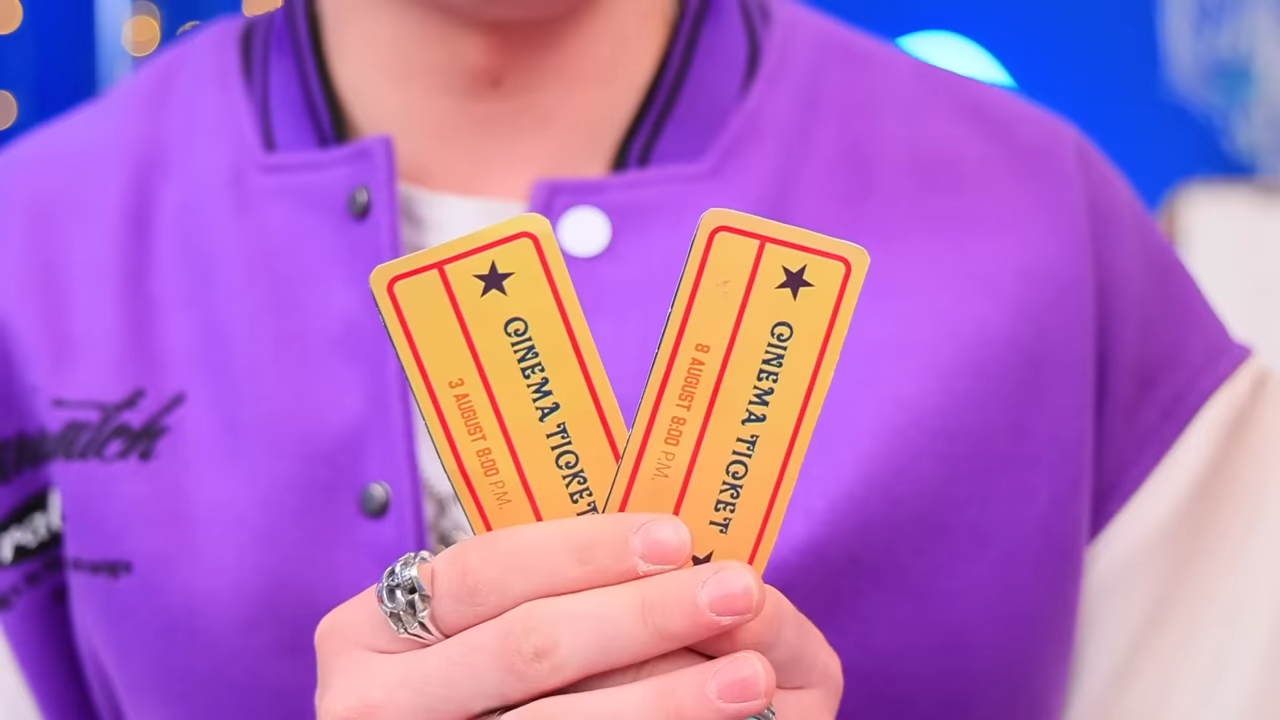 CINEMA TICKET
3 AUGUST 8:00 P.M.
CINEMA TICKET
8 AUGUST 8:00 P.M.